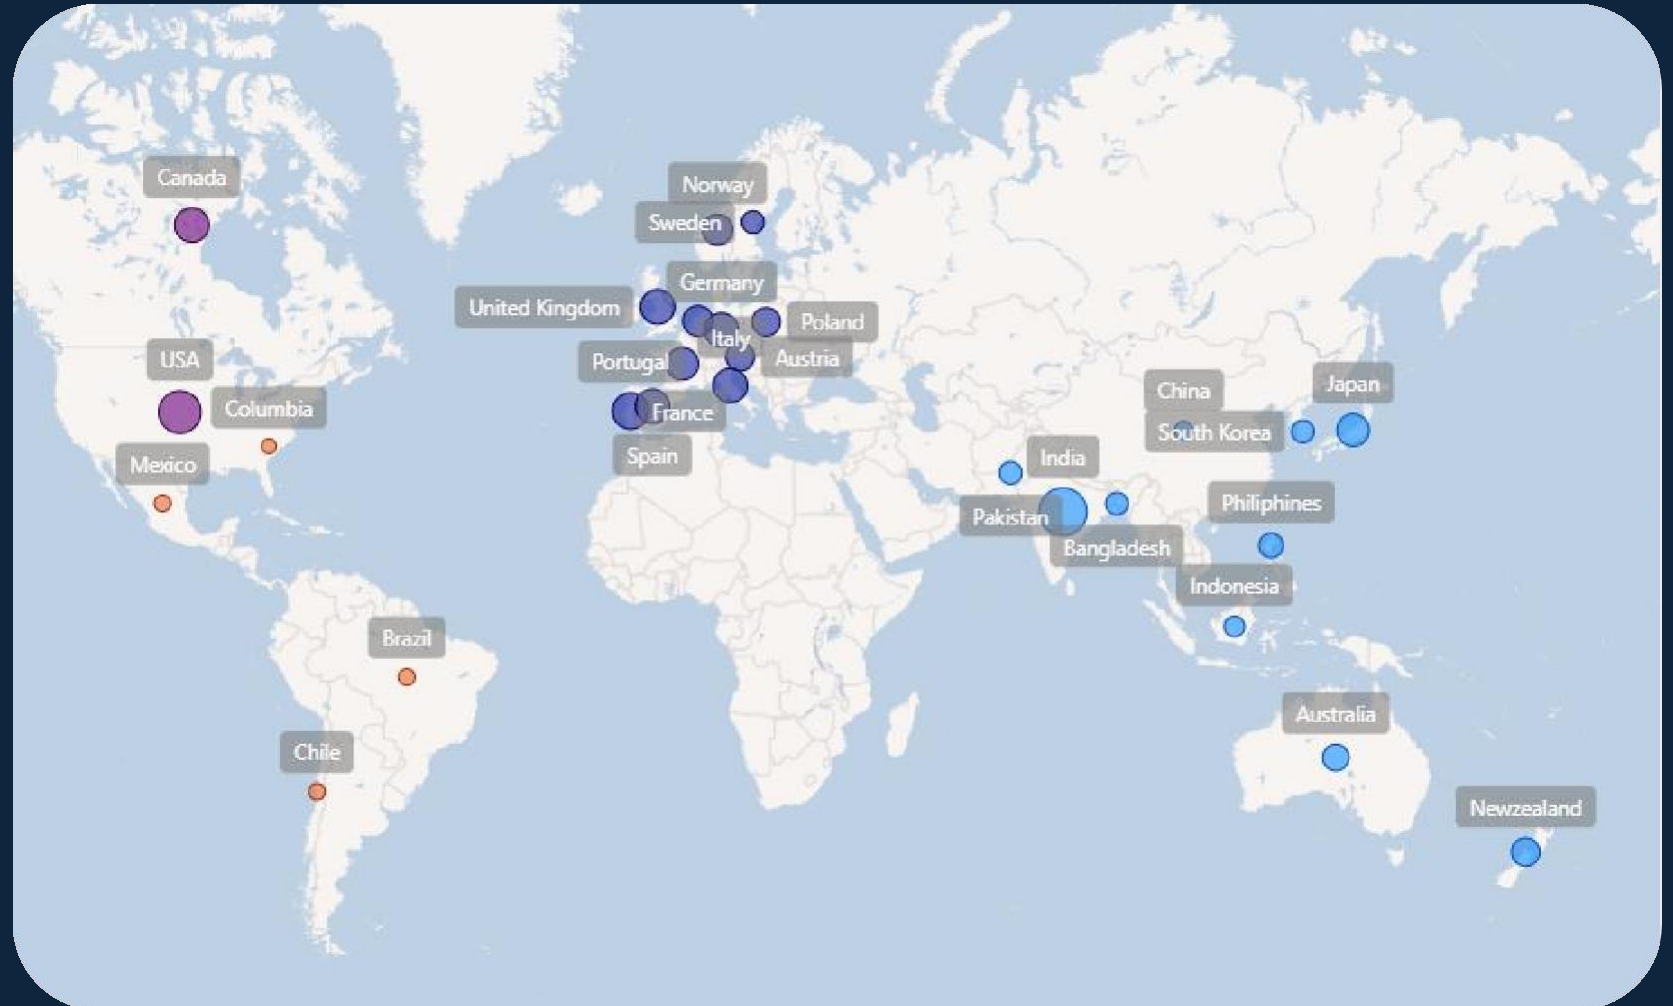 Canada
Norway
Sweden
Germany
United Kingdom
Poland
Italy
USA
Portugal
Austria
China
Japan
Columbia
France
South Korea
Mexico
Spain
India
Pakistan
Philiphines
Bangladesh
Indonesia
Brazil
Australia
Chile
Newzealand